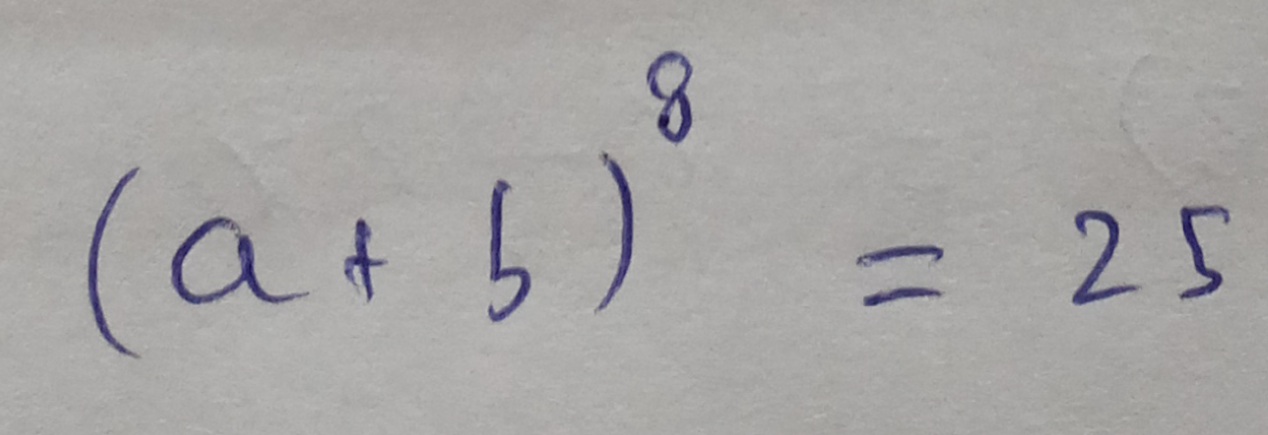 (a + b)⁸ = 25